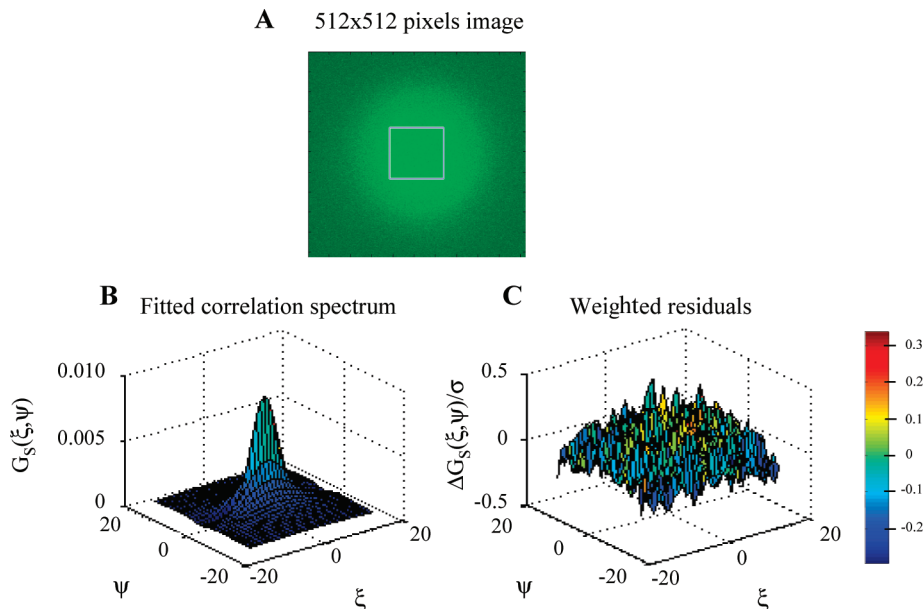 A 512x512 pixels image
B Fitted correlation spectrum
G_S(ξ,ψ)
0.010
0.005
0
20
0
-20
ψ
-20
0
20
ξ
C Weighted residuals
ΔG_S(ξ,ψ)/σ
0.5
0
-0.5
20
0
-20
ψ
-20
0
20
ξ
0.3
0.2
0.1
0
-0.1
-0.2